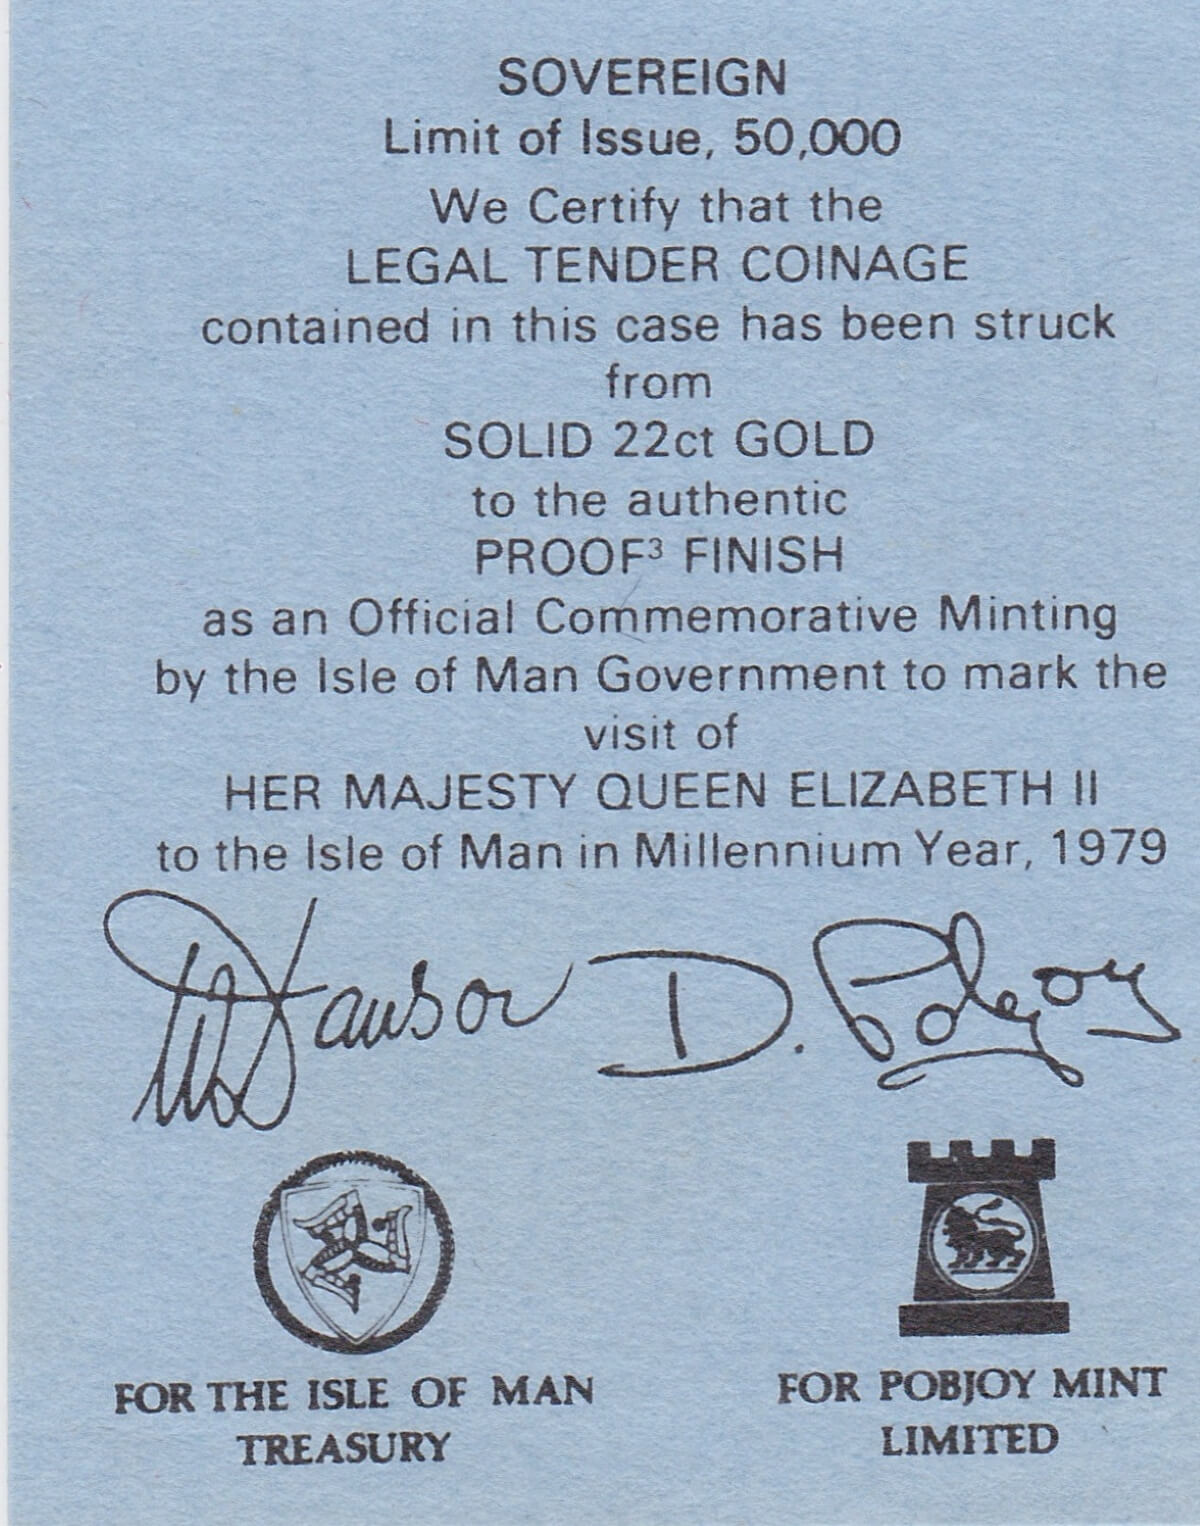 SOVEREIGN
Limit of Issue, 50,000
We Certify that the
LEGAL TENDER COINAGE
contained in this case has been struck
from
SOLID 22ct GOLD
to the authentic
PROOF³ FINISH
as an Official Commemorative Minting
by the Isle of Man Government to mark the
visit of
HER MAJESTY QUEEN ELIZABETH II
to the Isle of Man in Millennium Year, 1979
D. Pobjoy
FOR THE ISLE OF MAN
TREASURY
FOR POBJOY MINT
LIMITED